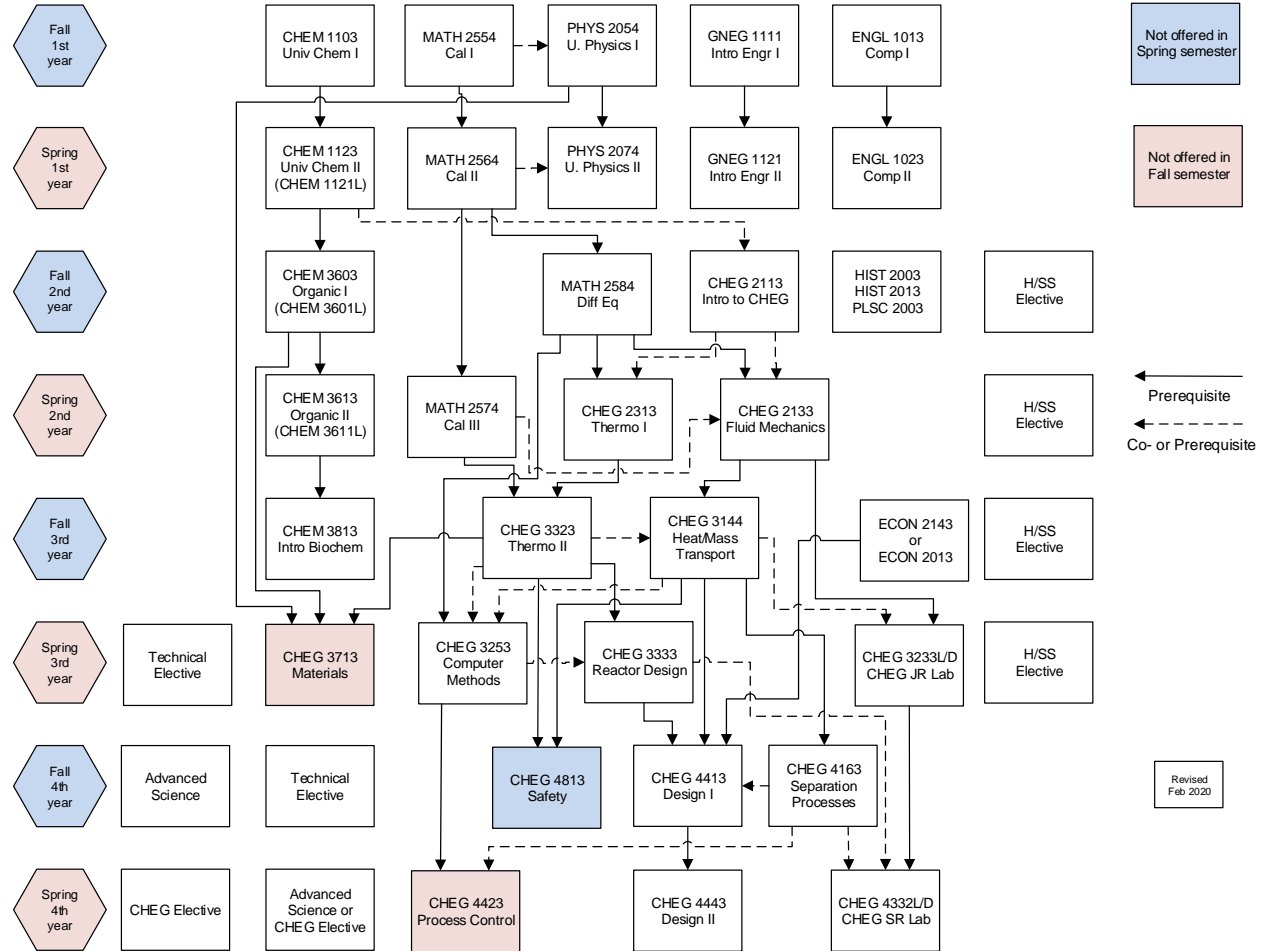 Fall
1st
year
CHEM 1103
Univ Chem I
MATH 2554
Cal I
PHYS 2054
U. Physics I
GNEG 1111
Intro Engr I
ENGL 1013
Comp I
Not offered in
Spring semester
Spring
1st
year
CHEM 1123
Univ Chem II
(CHEM 1121L)
MATH 2564
Cal II
PHYS 2074
U. Physics II
GNEG 1121
Intro Engr II
ENGL 1023
Comp II
Not offered in
Fall semester
Fall
2nd
year
CHEM 3603
Organic I
(CHEM 3601L)
MATH 2584
Diff Eq
CHEG 2113
Intro to CHEG
HIST 2003
HIST 2013
PLSC 2003
H/SS
Elective
Spring
2nd
year
CHEM 3613
Organic II
(CHEM 3611L)
MATH 2574
Cal III
CHEG 2313
Thermo I
CHEG 2133
Fluid Mechanics
H/SS
Elective
Prerequisite
Co- or Prerequisite
Fall
3rd
year
CHEM 3813
Intro Biochem
CHEG 3323
Thermo II
CHEG 3144
Heat/Mass
Transport
ECON 2143
or
ECON 2013
H/SS
Elective
Spring
3rd
year
Technical
Elective
CHEG 3713
Materials
CHEG 3253
Computer
Methods
CHEG 3333
Reactor Design
CHEG 3233L/D
CHEG JR Lab
H/SS
Elective
Fall
4th
year
Advanced
Science
Technical
Elective
CHEG 4813
Safety
CHEG 4413
Design I
CHEG 4163
Separation
Processes
Revised
Feb 2020
Spring
4th
year
CHEG Elective
Advanced
Science or
CHEG Elective
CHEG 4423
Process Control
CHEG 4443
Design II
CHEG 4332L/D
CHEG SR Lab